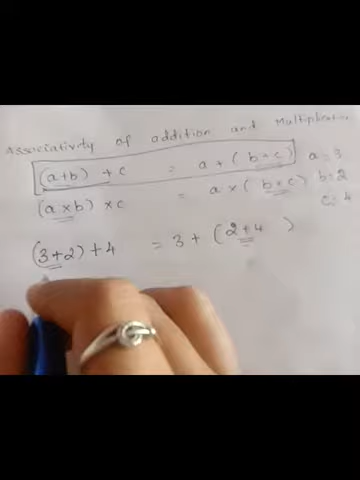 Associativity of addition and Multiplication
(a+b) + c = a + (b+c) a = 3
(a×b) ×c = a × (b×c) b = 2
c = 4
(3+2) + 4 = 3 + (2+4)